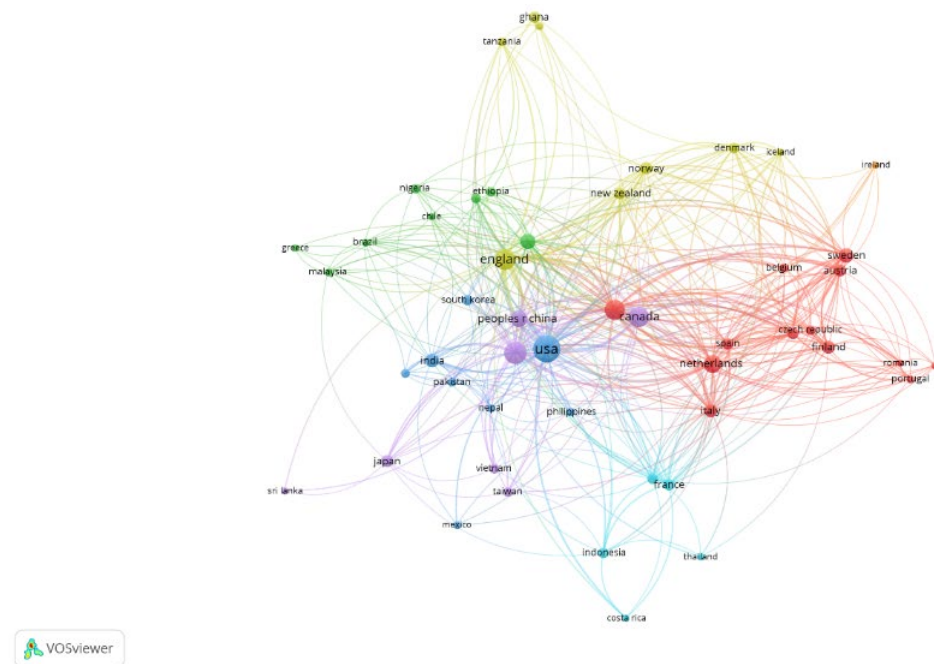 ghana
tanzania
denmark
iceland
ireland
norway
new zealand
nigeria
ethiopia
chile
brazil
greece
malaysia
england
sweden
belgium
austria
south korea
peoples r china
canada
czech republic
spain
finland
usa
netherlands
romania
india
portugal
pakistan
nepal
philippines
italy
japan
vietnam
france
sri lanka
taiwan
mexico
indonesia
thailand
costa rica
VOSviewer